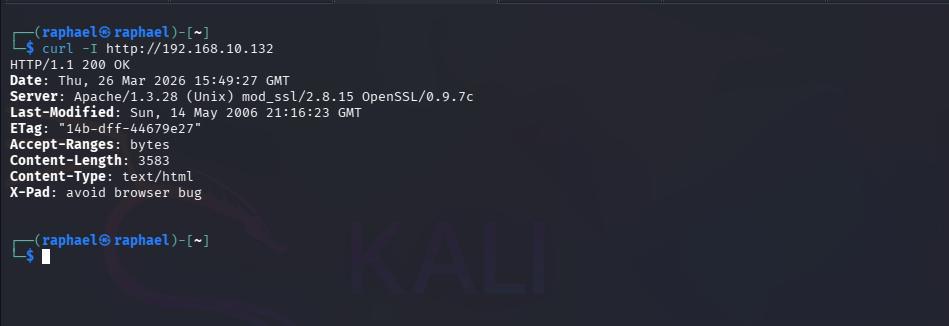 ┌──(raphael㉿raphael)-[~]
└─$ curl -I http://192.168.10.132
HTTP/1.1 200 OK
Date: Thu, 26 Mar 2026 15:49:27 GMT
Server: Apache/1.3.28 (Unix) mod_ssl/2.8.15 OpenSSL/0.9.7c
Last-Modified: Sun, 14 May 2006 21:16:23 GMT
ETag: "14b-dff-44679e27"
Accept-Ranges: bytes
Content-Length: 3583
Content-Type: text/html
X-Pad: avoid browser bug
┌──(raphael㉿raphael)-[~]
└─$
KALI